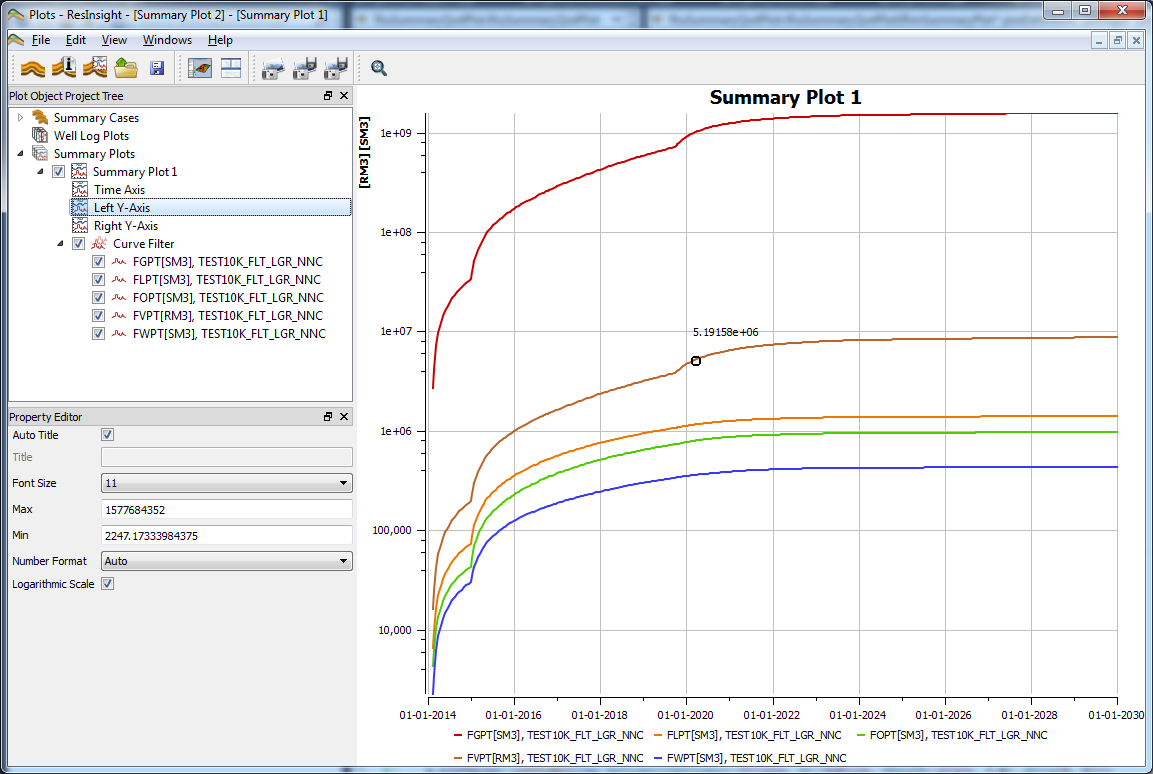 Plots - ResInsight - [Summary Plot 2] - [Summary Plot 1]
File Edit View Windows Help
Plot Object Project Tree
Summary Cases
Well Log Plots
Summary Plots
Summary Plot 1
Time Axis
Left Y-Axis
Right Y-Axis
Curve Filter
FGPT[SM3], TEST10K_FLT_LGR_NNC
FLPT[SM3], TEST10K_FLT_LGR_NNC
FOPT[SM3], TEST10K_FLT_LGR_NNC
FVPT[RM3], TEST10K_FLT_LGR_NNC
FWPT[SM3], TEST10K_FLT_LGR_NNC
Property Editor
Auto Title
Title
Font Size 11
Max 1577684352
Min 2247.17333984375
Number Format Auto
Logarithmic Scale
Summary Plot 1
[RM3] [SM3]
1e+09
1e+08
1e+07
5.19158e+06
1e+06
100,000
10,000
01-01-2014 01-01-2016 01-01-2018 01-01-2020 01-01-2022 01-01-2024 01-01-2026 01-01-2028 01-01-2030
FGPT[SM3], TEST10K_FLT_LGR_NNC FLPT[SM3], TEST10K_FLT_LGR_NNC FOPT[SM3], TEST10K_FLT_LGR_NNC
FVPT[RM3], TEST10K_FLT_LGR_NNC FWPT[SM3], TEST10K_FLT_LGR_NNC